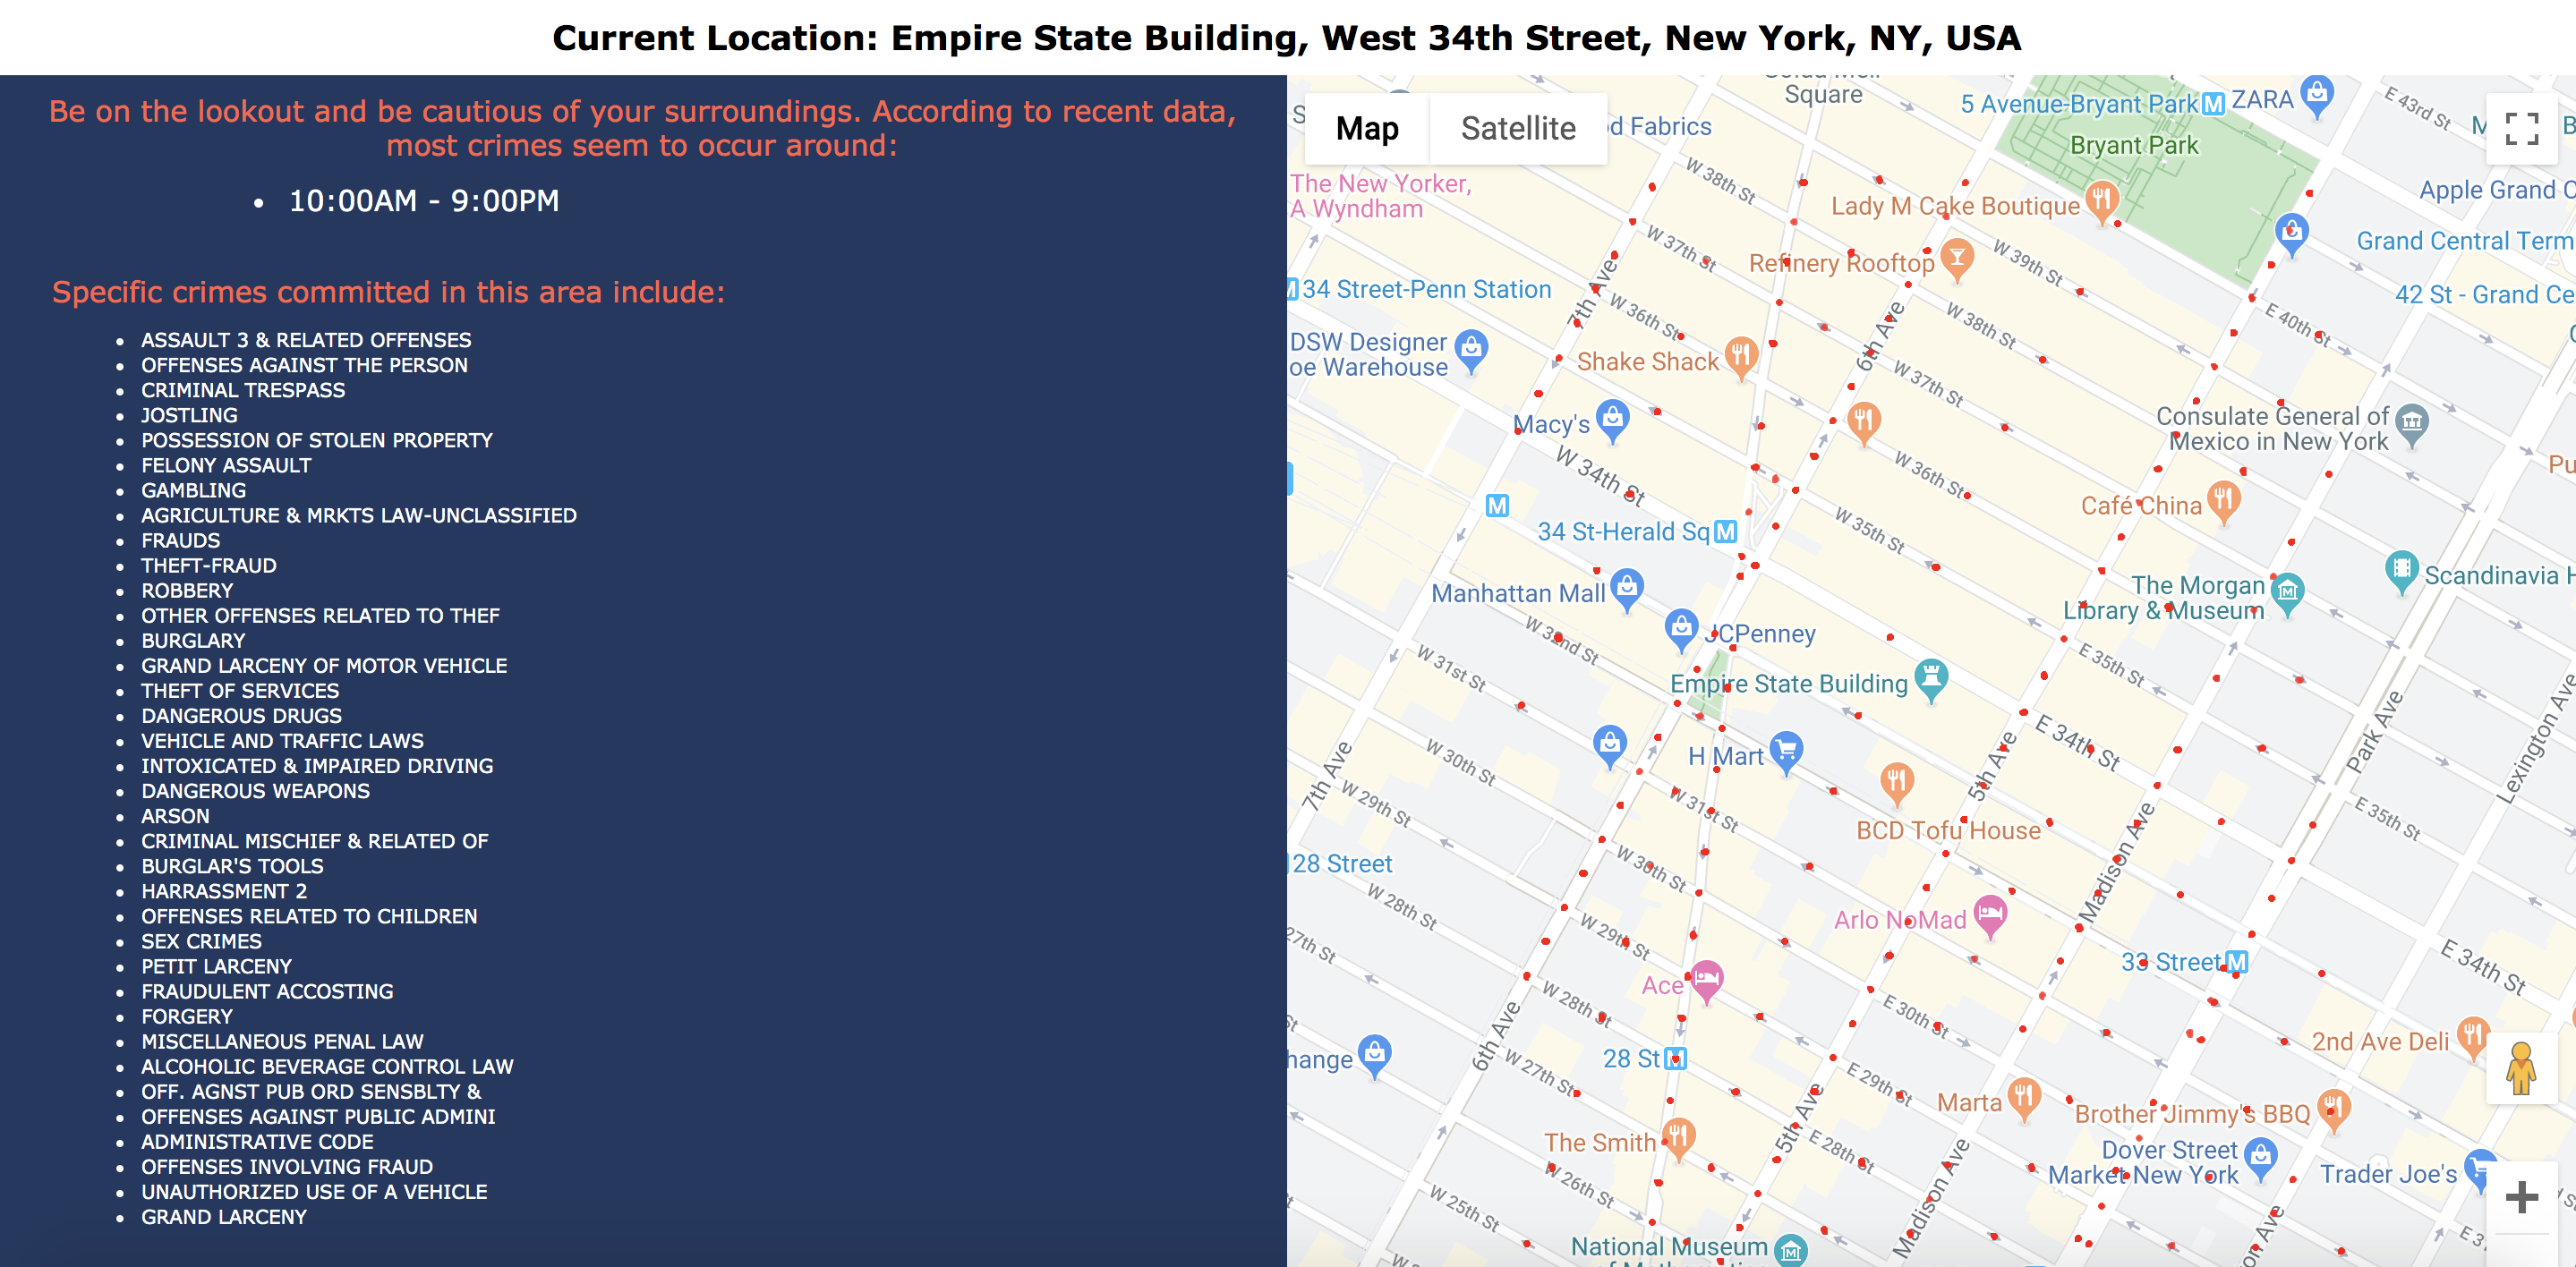 Current Location: Empire State Building, West 34th Street, New York, NY, USA
Be on the lookout and be cautious of your surroundings. According to recent data,
most crimes seem to occur around:
10:00AM - 9:00PM
Specific crimes committed in this area include:
ASSAULT 3 & RELATED OFFENSES
OFFENSES AGAINST THE PERSON
CRIMINAL TRESPASS
JOSTLING
POSSESSION OF STOLEN PROPERTY
FELONY ASSAULT
GAMBLING
AGRICULTURE & MRKTS LAW-UNCLASSIFIED
FRAUDS
THEFT-FRAUD
ROBBERY
OTHER OFFENSES RELATED TO THEF
BURGLARY
GRAND LARCENY OF MOTOR VEHICLE
THEFT OF SERVICES
DANGEROUS DRUGS
VEHICLE AND TRAFFIC LAWS
INTOXICATED & IMPAIRED DRIVING
DANGEROUS WEAPONS
ARSON
CRIMINAL MISCHIEF & RELATED OF
BURGLAR'S TOOLS
HARRASSMENT 2
OFFENSES RELATED TO CHILDREN
SEX CRIMES
PETIT LARCENY
FRAUDULENT ACCOSTING
FORGERY
MISCELLANEOUS PENAL LAW
ALCOHOLIC BEVERAGE CONTROL LAW
OFF. AGNST PUB ORD SENSBLTY &
OFFENSES AGAINST PUBLIC ADMINI
ADMINISTRATIVE CODE
OFFENSES INVOLVING FRAUD
UNAUTHORIZED USE OF A VEHICLE
GRAND LARCENY
Map
Satellite
Square
d Fabrics
5 Avenue-Bryant Park M
ZARA
E 43rd St
Bryant Park
The New Yorker,
A Wyndham
W 38th St
Lady M Cake Boutique
Apple Grand C
W 37th St
Refinery Rooftop
W 39th St
Grand Central Term
34 Street-Penn Station
7th Ave
W 36th St
6th Ave
W 38th St
42 St - Grand Ce
E 40th St
DSW Designer
oe Warehouse
Shake Shack
W 37th St
Macy's
Consulate General of
Mexico in New York
W 34th St
W 36th St
Pu
M
Café China
34 St-Herald Sq M
W 35th St
Manhattan Mall
The Morgan
Library & Museum
Scandinavia H
JCPenney
W 32nd St
W 31st St
Empire State Building
E 35th St
Park Ave
Lexington Ave
7th Ave
W 30th St
H Mart
5th Ave
E 34th St
W 29th St
W 31st St
BCD Tofu House
Madison Ave
E 35th St
28 Street
W 30th St
W 28th St
Arlo NoMad
27th St
W 29th St
33 Street M
E 34th St
Ace
W 28th St
E 30th St
6th Ave
2nd Ave Deli
hange
28 St M
W 27th St
E 29th St
Marta
Brother Jimmy's BBQ
5th Ave
The Smith
E 28th St
Dover Street
Market New York
Trader Joe's
W 26th St
W 25th St
Madison Ave
National Museum